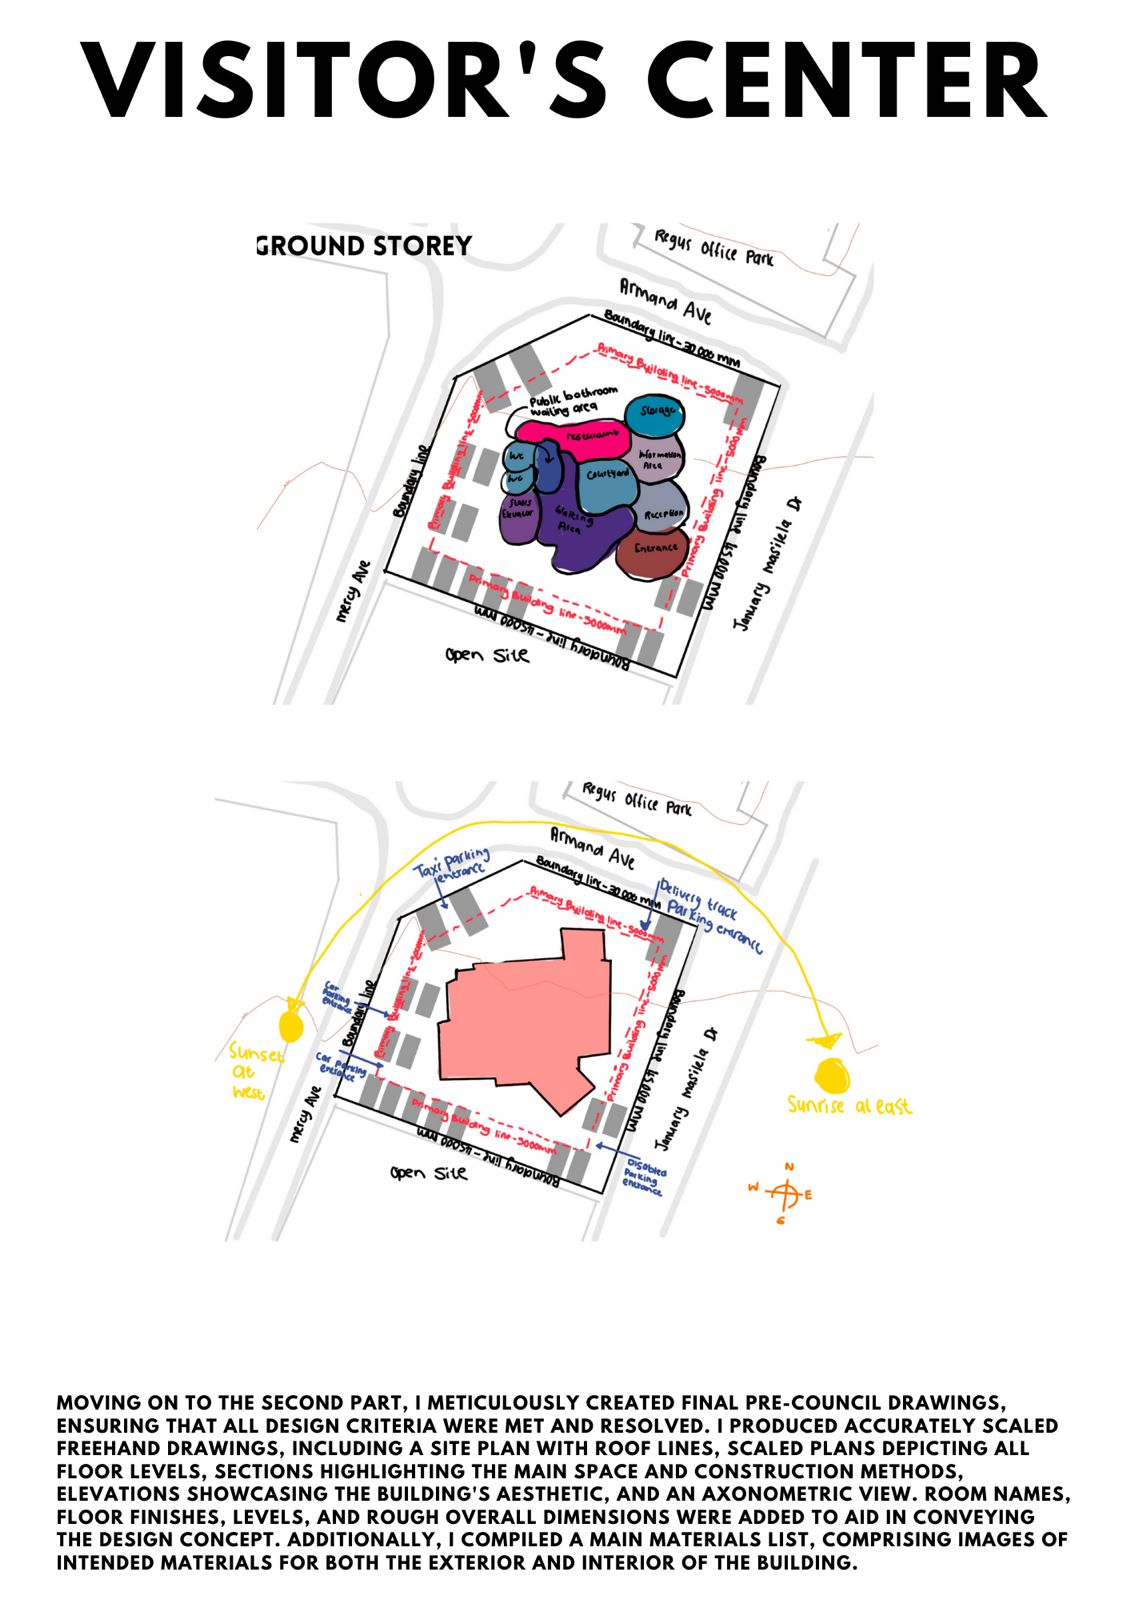 VISITOR'S CENTER
GROUND STOREY
Regus Office Park
Armand Ave
Boundary line - 30 000 mm
Primary Building line - 5000mm
Public bathroom
waiting area
Storage
restaurant
Information
Area
WC
WC
Courtyard
Stairs
Elevator
Waiting
Area
Reception
Entrance
Primary Building line - 5000mm
Boundary line
Primary Building line - 5000 mm
Boundary line 45000 mm
January masilela Dr
mercy Ave
Primary Building line - 5000mm
Boundary line - 45000 mm
Open Site
Regus Office Park
Armand Ave
Taxi parking
entrance
Boundary line - 30 000 mm
Delivery truck
Parking entrance
Primary Building line - 5000mm
Car
parking
entrance
Primary Building line - 5000mm
Boundary line
Primary Building line - 5000 mm
Boundary line 45000 mm
January masilela Dr
Sunset
at
west
Car parking
entrance
Sunrise at east
mercy Ave
Primary Building line - 5000mm
Boundary line - 45000 mm
Open Site
Disabled
Parking
entrance
N
W
E
S
MOVING ON TO THE SECOND PART, I METICULOUSLY CREATED FINAL PRE-COUNCIL DRAWINGS,
ENSURING THAT ALL DESIGN CRITERIA WERE MET AND RESOLVED. I PRODUCED ACCURATELY SCALED
FREEHAND DRAWINGS, INCLUDING A SITE PLAN WITH ROOF LINES, SCALED PLANS DEPICTING ALL
FLOOR LEVELS, SECTIONS HIGHLIGHTING THE MAIN SPACE AND CONSTRUCTION METHODS,
ELEVATIONS SHOWCASING THE BUILDING'S AESTHETIC, AND AN AXONOMETRIC VIEW. ROOM NAMES,
FLOOR FINISHES, LEVELS, AND ROUGH OVERALL DIMENSIONS WERE ADDED TO AID IN CONVEYING
THE DESIGN CONCEPT. ADDITIONALLY, I COMPILED A MAIN MATERIALS LIST, COMPRISING IMAGES OF
INTENDED MATERIALS FOR BOTH THE EXTERIOR AND INTERIOR OF THE BUILDING.